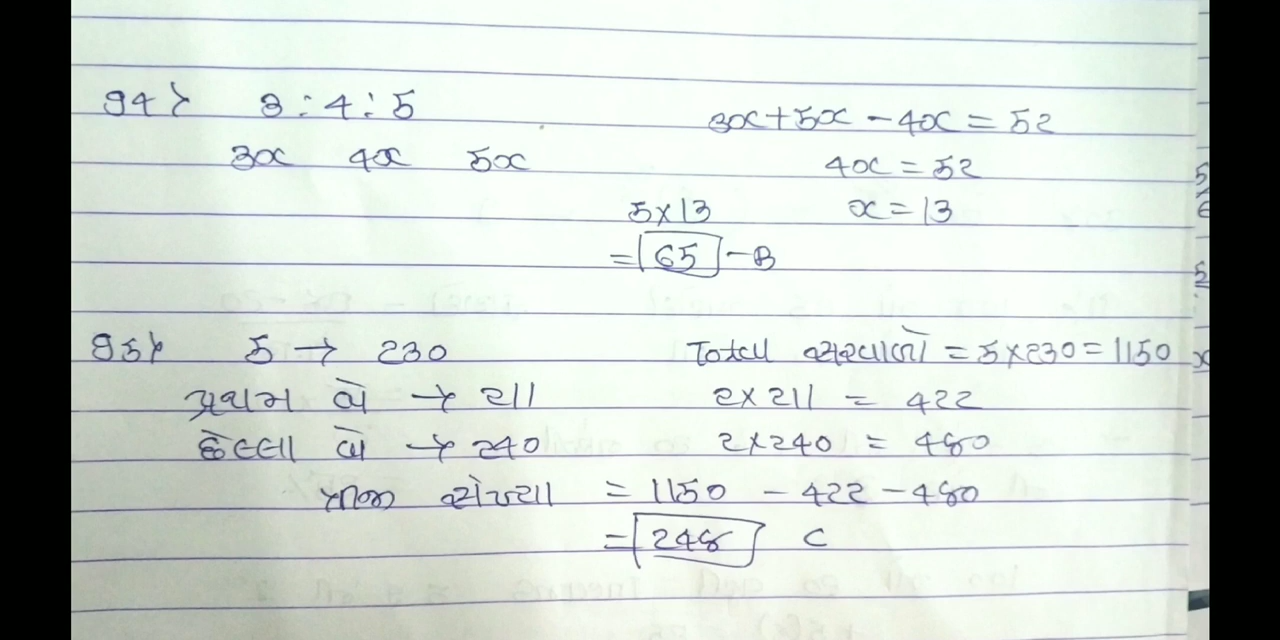 94> 3 : 4 : 5
3x 4x 5x
3x + 5x - 4x = 52
4x = 52
x = 13
5 x 13
= 65 - B
95> 5 → 230
પ્રથમ બે → 211
છેલ્લા બે → 240
Total સરવાળો = 5 x 230 = 1150
2 x 211 = 422
2 x 240 = 480
સંખ્યા = 1150 - 422 - 480
= 248 C